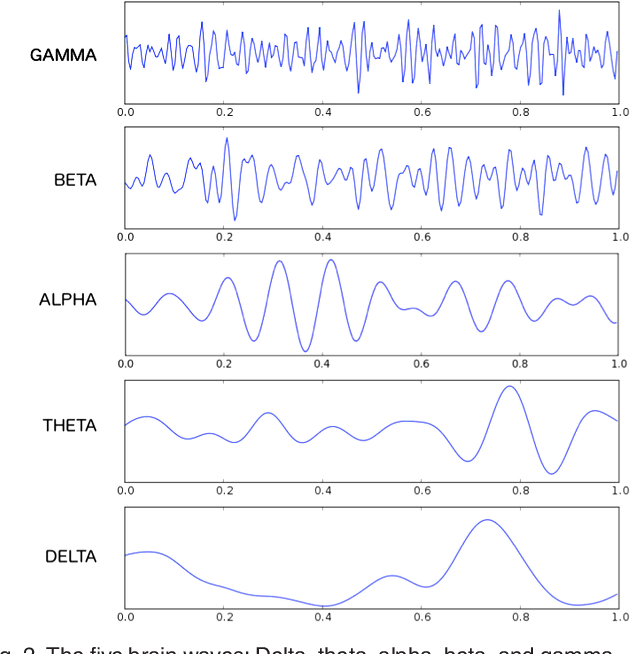 GAMMA
0.0 0.2 0.4 0.6 0.8 1.0
BETA
0.0 0.2 0.4 0.6 0.8 1.0
ALPHA
0.0 0.2 0.4 0.6 0.8 1.0
THETA
0.0 0.2 0.4 0.6 0.8 1.0
DELTA
0.0 0.2 0.4 0.6 0.8 1.0
g. 2. The five brain waves: Delta, theta, alpha, beta, and gamma